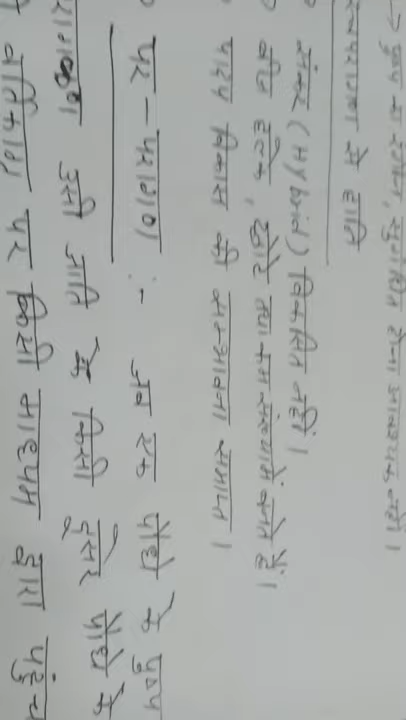 → पुष्प का रंगीन, सुगंधित होना आवश्यक नहीं।
स्वपरागण से हानि
संकर (Hybrid) विकसित नहीं।
बीज हल्के, छोटे तथा कम संख्या में बनते हैं।
पादप विकास की सम्भावना समाप्त।
पर-परागण :- जब एक पौधे के पुष्प
परागकण उसी जाति के किसी दूसरे पौधे के
वर्तिकाग्र पर किसी माध्यम द्वारा